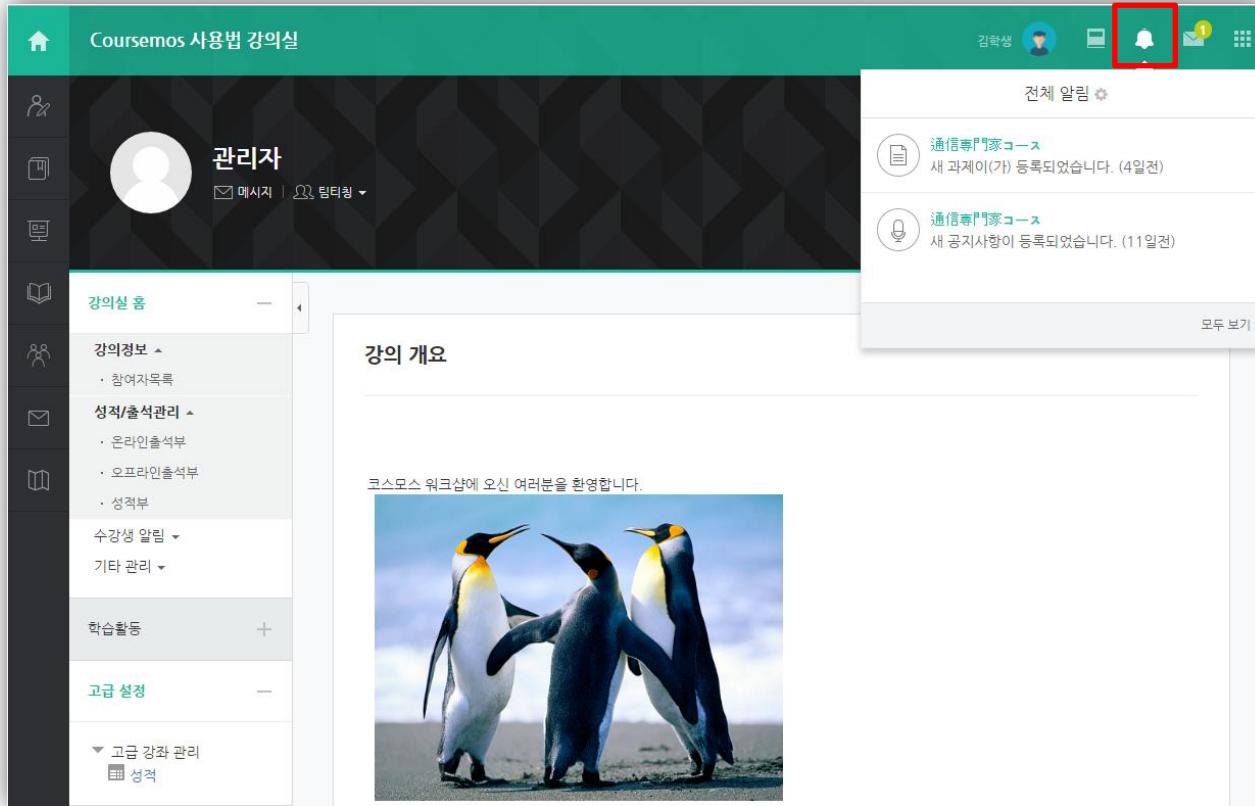 Coursemos 사용법 강의실
김학생
1
전체 알림
通信専門家コース
새 과제이(가) 등록되었습니다. (4일전)
通信専門家コース
새 공지사항이 등록되었습니다. (11일전)
모두 보기
관리자
메시지 | 팀티칭
강의실 홈
강의정보
· 참여자목록
성적/출석관리
· 온라인출석부
· 오프라인출석부
· 성적부
수강생 알림
기타 관리
학습활동
고급 설정
고급 강좌 관리
성적
강의 개요
코스모스 워크샵에 오신 여러분을 환영합니다.